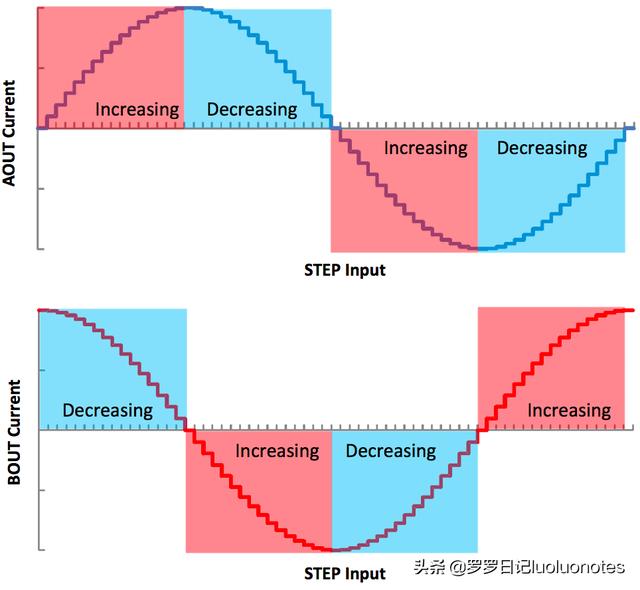 AOUT Current
Increasing
Decreasing
Increasing
Decreasing
STEP Input
BOUT Current
Decreasing
Increasing
Decreasing
Increasing
STEP Input
头条 @罗罗日记luoluonotes